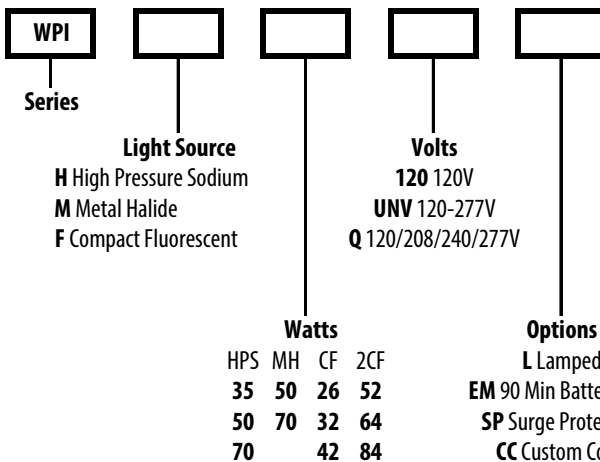 WPI
Series
Light Source
H High Pressure Sodium
M Metal Halide
F Compact Fluorescent
Volts
120 120V
UNV 120-277V
Q 120/208/240/277V
Watts
HPS MH CF 2CF
35 50 26 52
50 70 32 64
70 42 84
Options
L Lamped
EM 90 Min
SP Surge
CC Custom